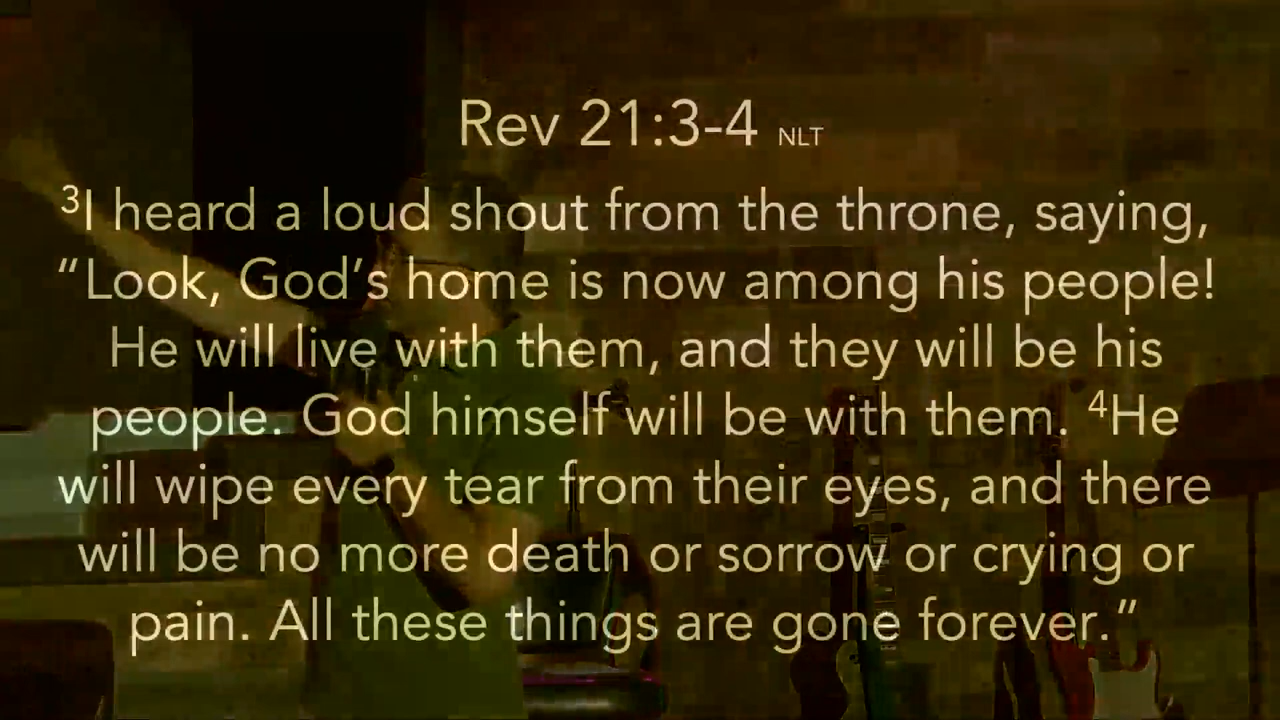 Rev 21:3-4 NLT
³I heard a loud shout from the throne, saying,
“Look, God’s home is now among his people!
He will live with them, and they will be his
people. God himself will be with them. ⁴He
will wipe every tear from their eyes, and there
will be no more death or sorrow or crying or
pain. All these things are gone forever.”